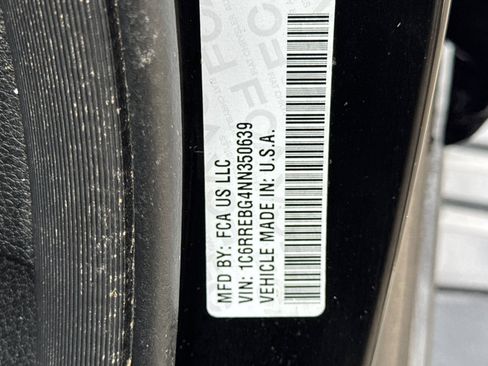 MFD BY: FCA US LLC
VIN: 1C6RREBG4NN350639
VEHICLE MADE IN: U.S.A.